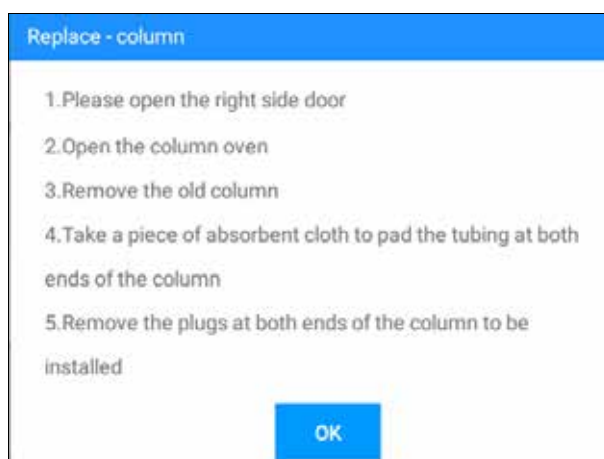 Replace - column
1.Please open the right side door
2.Open the column oven
3.Remove the old column
4.Take a piece of absorbent cloth to pad the tubing at both
ends of the column
5.Remove the plugs at both ends of the column to be
installed
OK